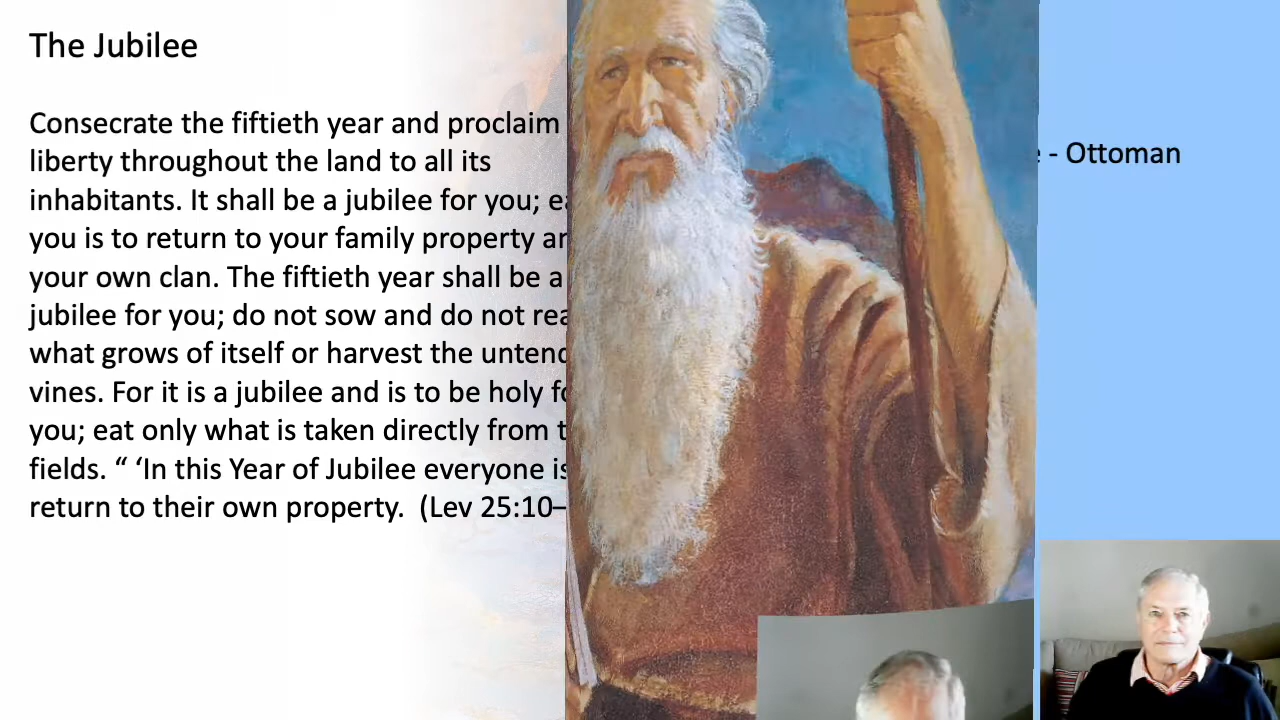 The Jubilee
Consecrate the fiftieth year and proclaim
liberty throughout the land to all its
inhabitants. It shall be a jubilee for you;
you is to return to your family property
your own clan. The fiftieth year shall be a
jubilee for you; do not sow and do not
what grows of itself or harvest the
vines. For it is a jubilee and is to be holy
you; eat only what is taken directly from
fields. “ ‘In this Year of Jubilee everyone is
return to their own property. (Lev 25:10–
- Ottoman